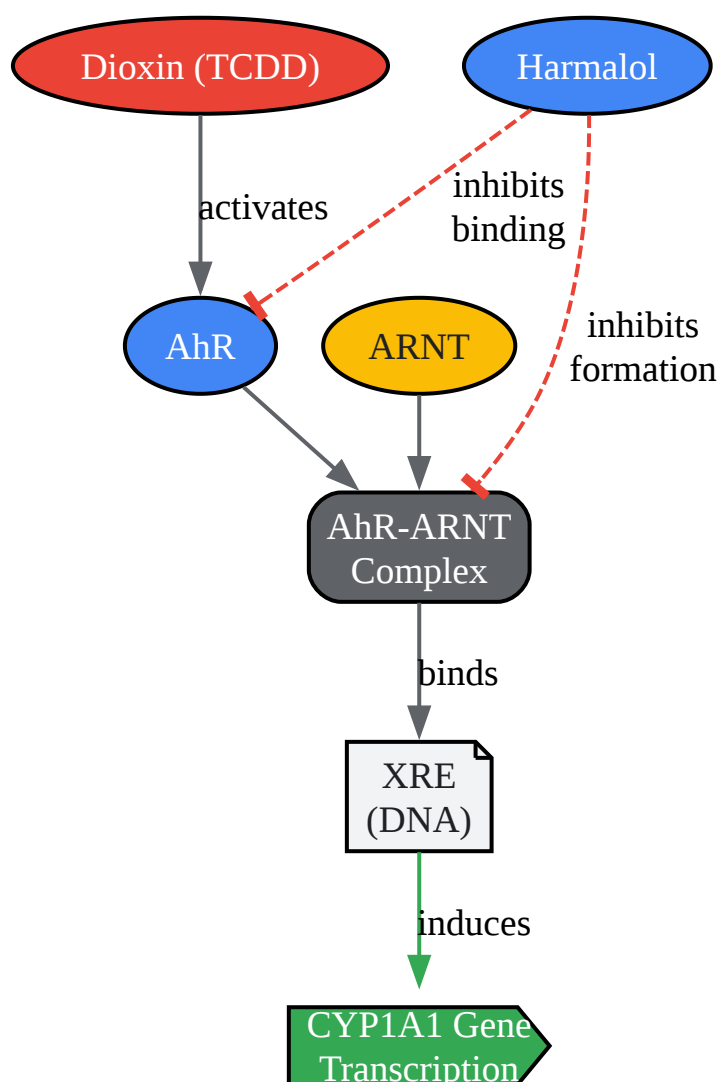 Dioxin (TCDD)
Harmalol
activates
inhibits
binding
inhibits
formation
AhR
ARNT
AhR-ARNT
Complex
binds
XRE
(DNA)
induces
CYP1A1 Gene
Transcription